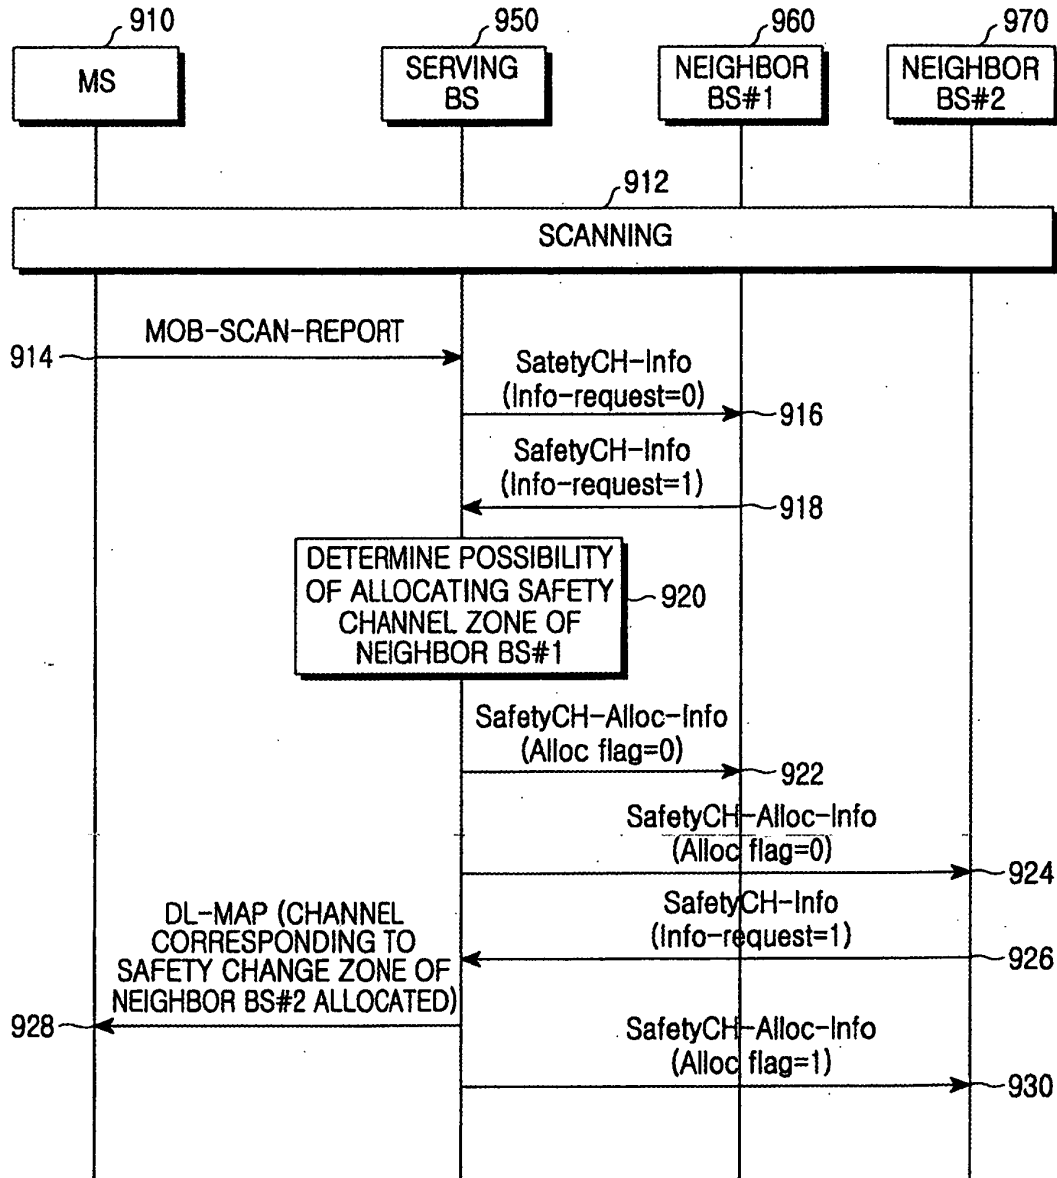 910
950
960
970
MS
SERVING
BS
NEIGHBOR
BS#1
NEIGHBOR
BS#2
912
SCANNING
MOB-SCAN-REPORT
914
SatetyCH-Info
(Info-request=0)
916
SafetyCH-Info
(Info-request=1)
918
DETERMINE POSSIBILITY
OF ALLOCATING SAFETY
CHANNEL ZONE OF
NEIGHBOR BS#1
920
SafetyCH-Alloc-Info
(Alloc flag=0)
922
SafetyCH-Alloc-Info
(Alloc flag=0)
924
SafetyCH-Info
(Info-request=1)
926
DL-MAP (CHANNEL
CORRESPONDING TO
SAFETY CHANGE ZONE OF
NEIGHBOR BS#2 ALLOCATED)
928
SafetyCH-Alloc-Info
(Alloc flag=1)
930